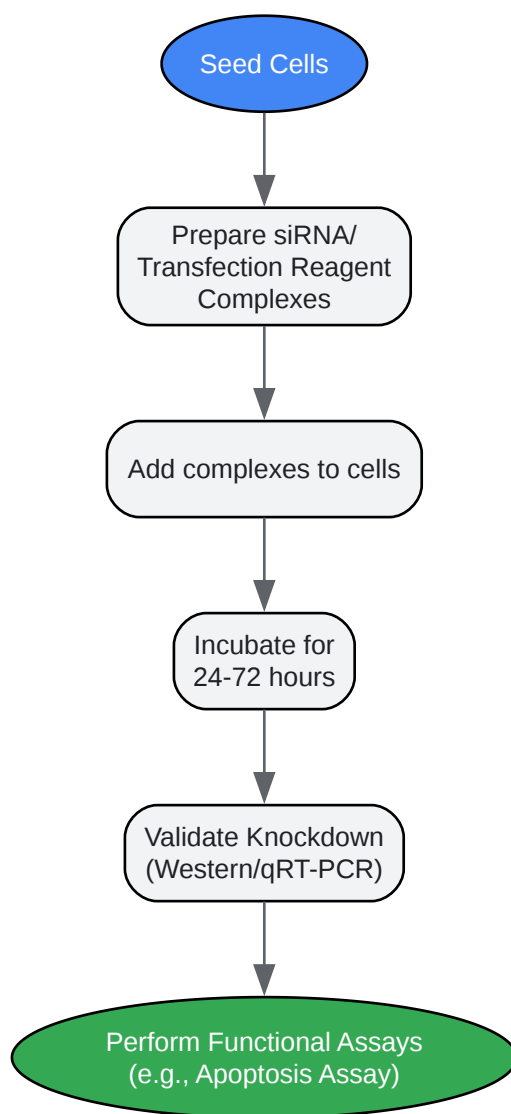 Seed Cells
Prepare siRNA/
Transfection Reagent
Complexes
Add complexes to cells
Incubate for
24-72 hours
Validate Knockdown
(Western/qRT-PCR)
Perform Functional Assays
(e.g., Apoptosis Assay)